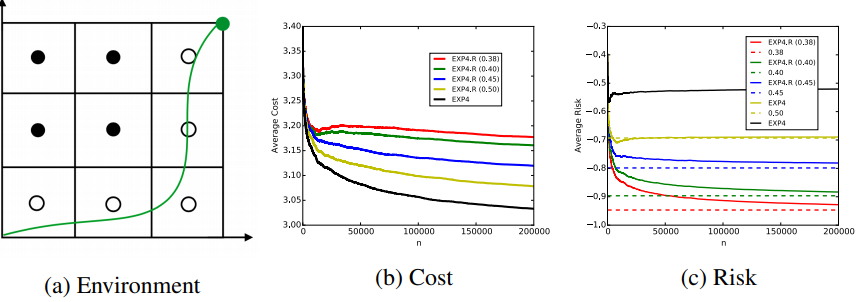 3.40
3.35
3.30
3.25
3.20
3.15
3.10
3.05
3.00
Average Cost
EXP4.R (0.38)
EXP4.R (0.40)
EXP4.R (0.45)
EXP4.R (0.50)
EXP4
0
50000
100000
150000
200000
n
−0.3
−0.4
−0.5
−0.6
−0.7
−0.8
−0.9
−1.0
Average Risk
EXP4.R (0.38)
0.38
EXP4.R (0.40)
0.40
EXP4.R (0.45)
0.45
EXP4
0.50
EXP4
0
50000
100000
150000
200000
n
(a) Environment
(b) Cost
(c) Risk